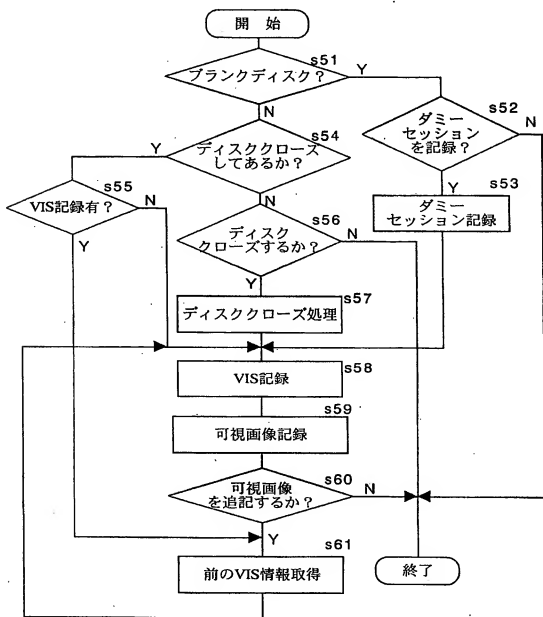 開 始
s51
ブランクディスク？
Y
N
s52
ダミー
セッション
を記録？
N
Y
s54
ディスククローズ
してあるか？
Y
N
s53
ダミー
セッション記録
s55
VIS記録有？
N
Y
s56
ディスク
クローズするか？
N
Y
s57
ディスククローズ処理
s58
VIS記録
s59
可視画像記録
s60
可視画像
を追記するか？
N
Y
s61
前のVIS情報取得
終了